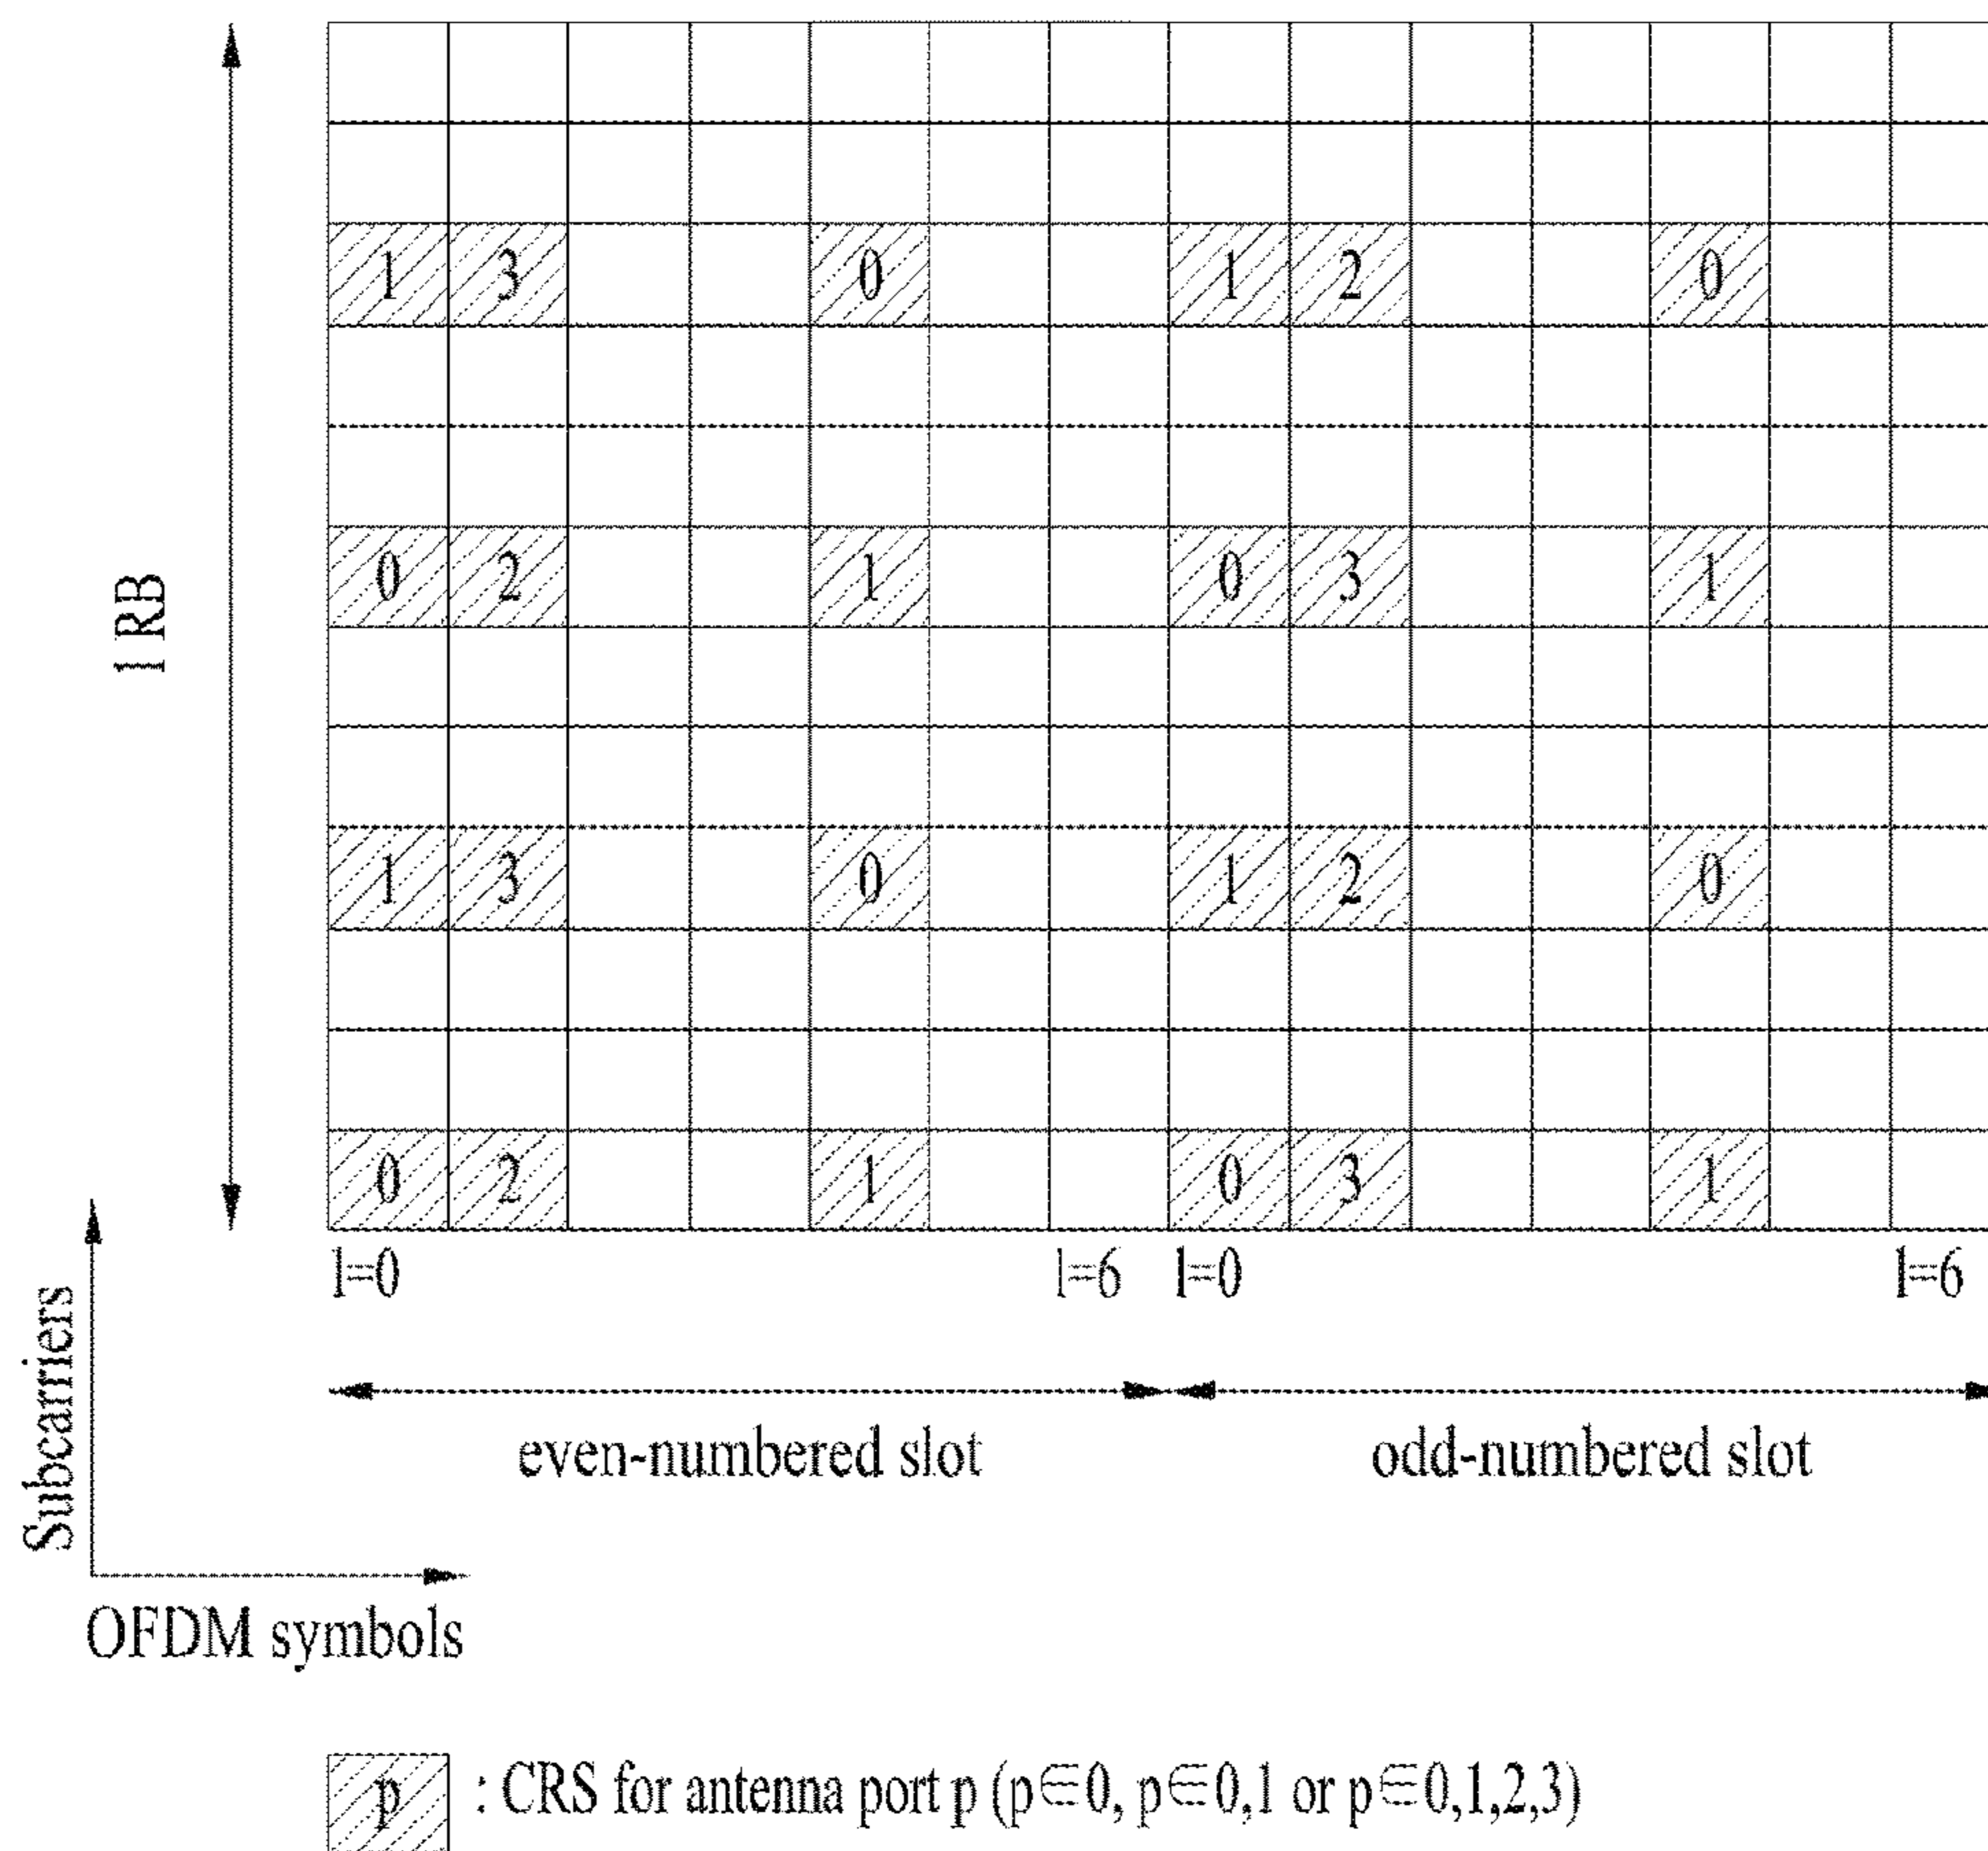 1 3 0 1 2 0
1 RB
0 2 1 0 3 1
1 3 0 1 2 0
0 2 1 0 3 1
l=0 l=6 l=0 l=6
Subcarriers
even-numbered slot odd-numbered slot
OFDM symbols
p : CRS for antenna port p (p∈0, p∈0,1 or p∈0,1,2,3)